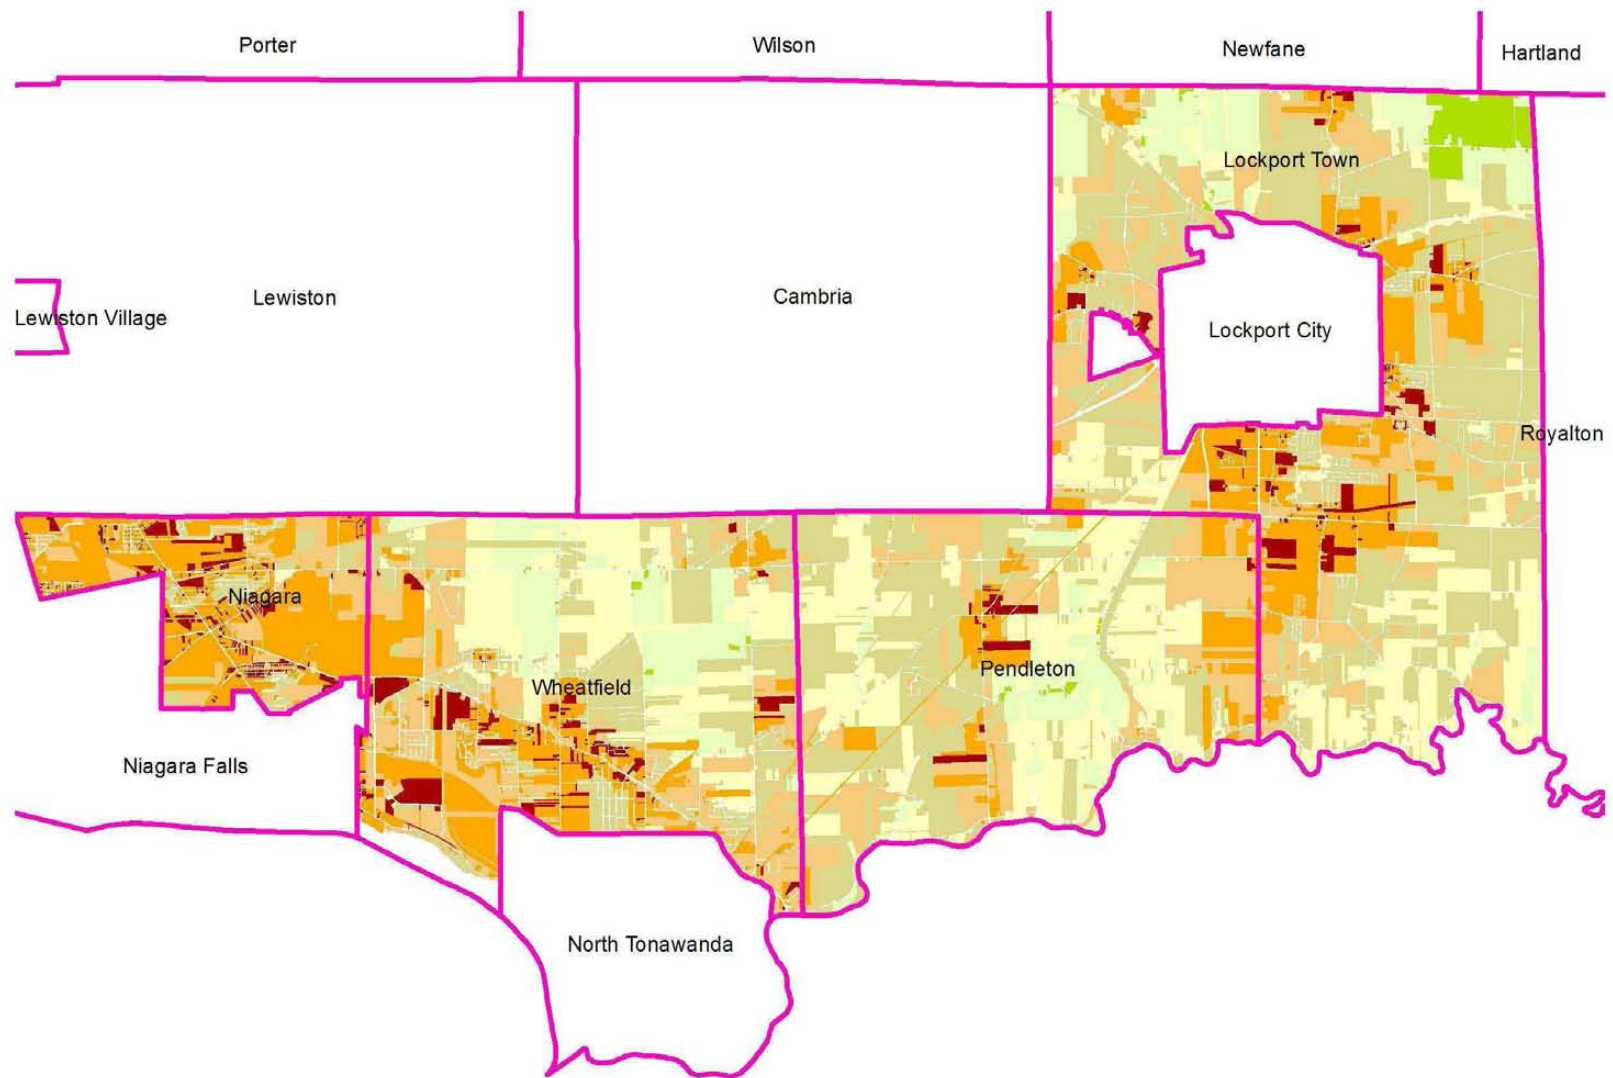 Porter
Wilson
Newfane
Hartland
Lockport Town
Lewiston
Cambria
Lewiston Village
Lockport City
Royalton
Niagara
Pendleton
Wheatfield
Niagara Falls
North Tonawanda